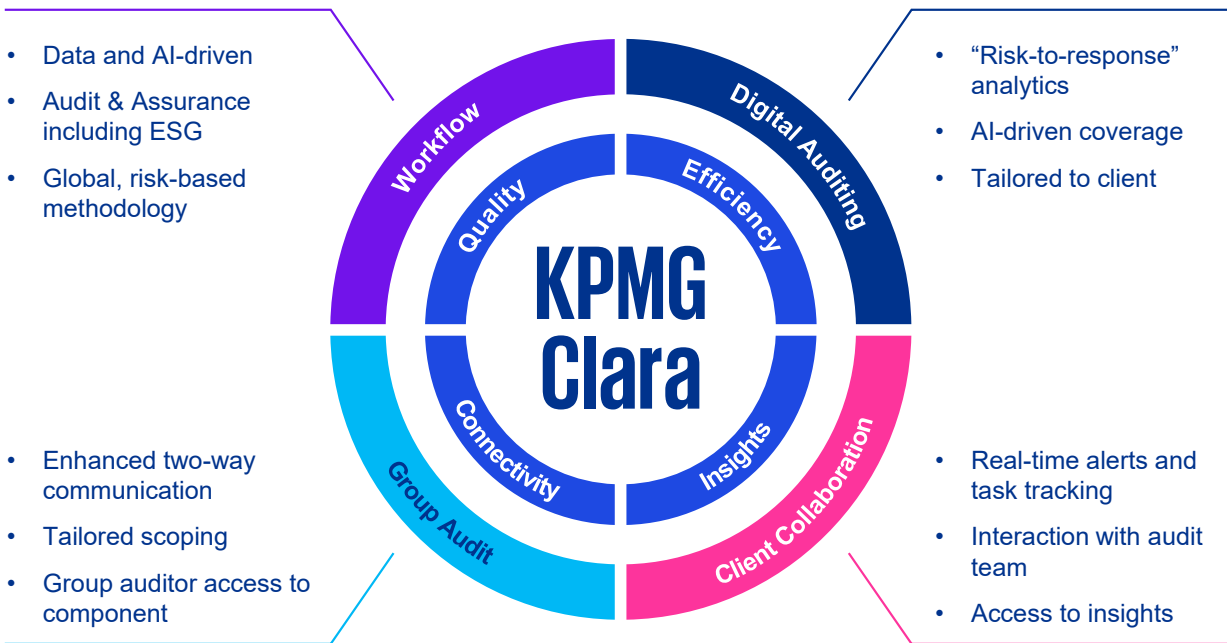 • Data and AI-driven
• Audit & Assurance
including ESG
• Global, risk-based
methodology
Workflow
Digital Auditing
• “Risk-to-response”
analytics
• AI-driven coverage
• Tailored to client
Quality
Efficiency
KPMG
Clara
Connectivity
Insights
• Enhanced two-way
communication
• Tailored scoping
• Group auditor access to
component
Group Audit
Client Collaboration
• Real-time alerts and
task tracking
• Interaction with audit
team
• Access to insights